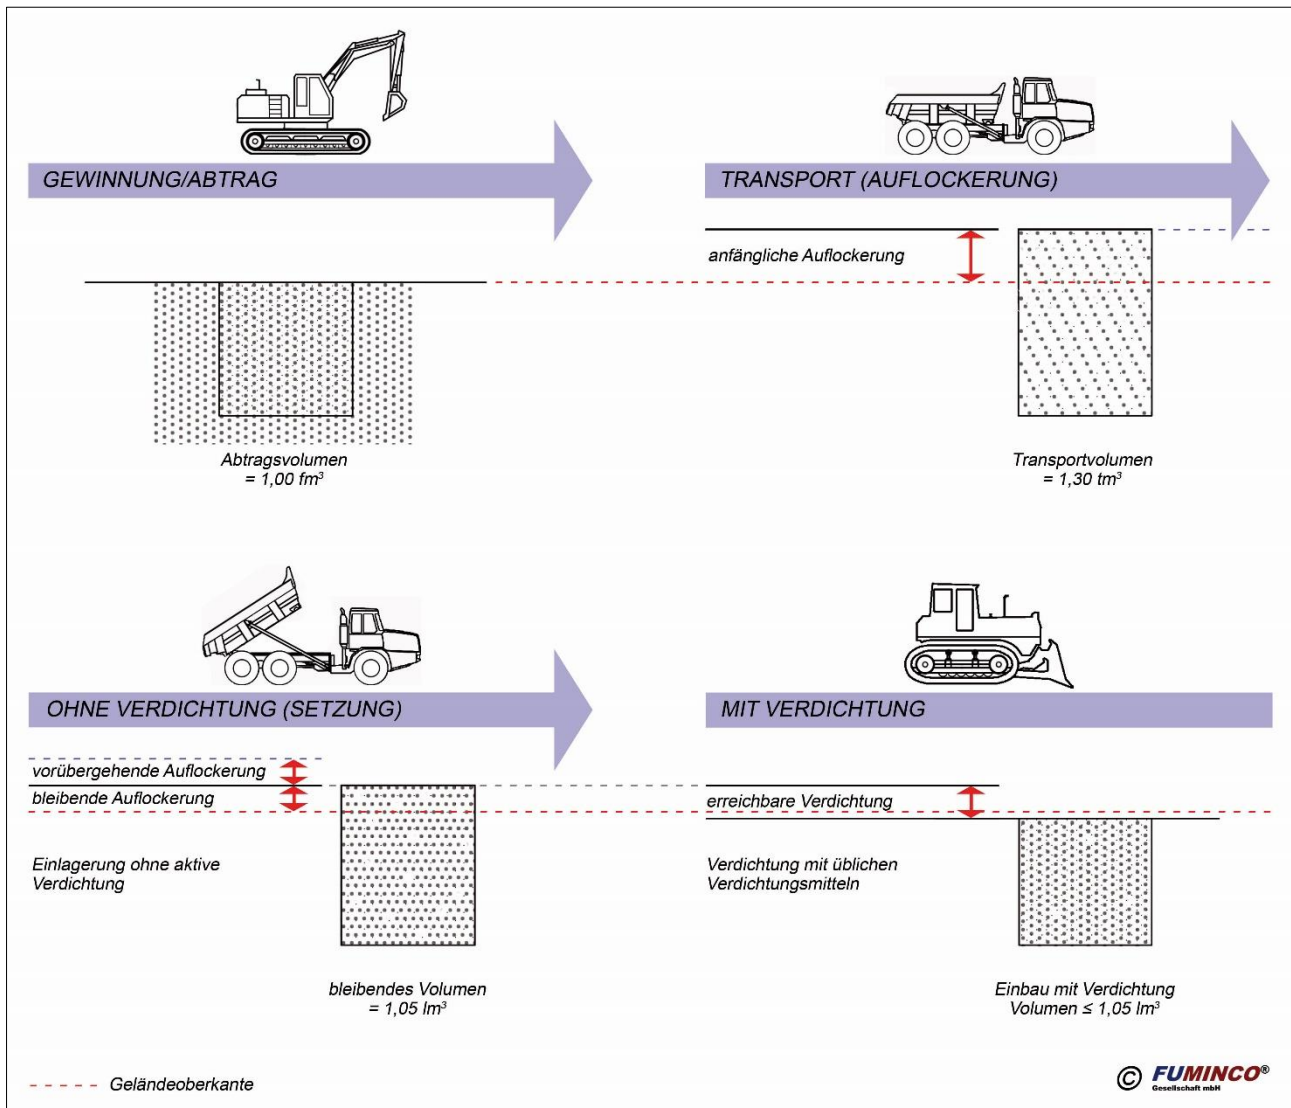 GEWINNUNG/ABTRAG
TRANSPORT (AUFLOCKERUNG)
anfängliche Auflockerung
Abtragsvolumen
= 1,00 fm³
Transportvolumen
= 1,30 tm³
OHNE VERDICHTUNG (SETZUNG)
MIT VERDICHTUNG
vorübergehende Auflockerung
bleibende Auflockerung
erreichbare Verdichtung
Einlagerung ohne aktive
Verdichtung
Verdichtung mit üblichen
Verdichtungsmitteln
bleibendes Volumen
= 1,05 lm³
Einbau mit Verdichtung
Volumen ≤ 1,05 lm³
Geländeoberkante
© FUMINCO®
Gesellschaft mbH